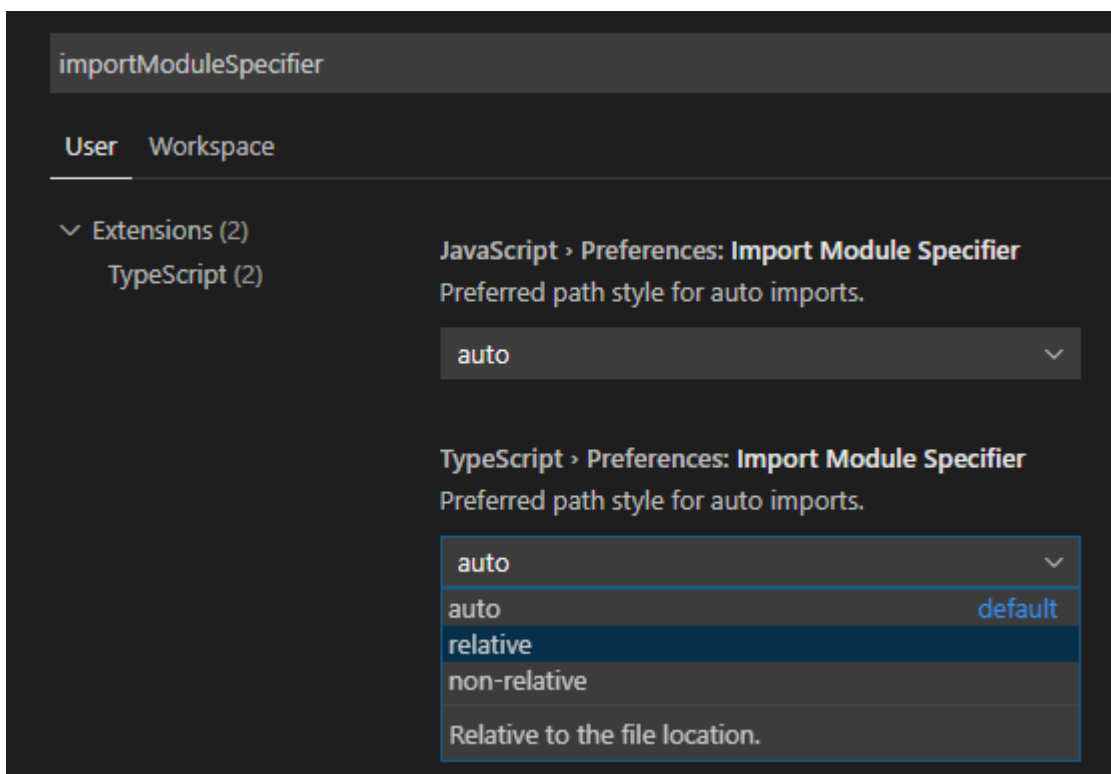 importModuleSpecifier
User Workspace
Extensions (2)
TypeScript (2)
JavaScript › Preferences: Import Module Specifier
Preferred path style for auto imports.
auto
TypeScript › Preferences: Import Module Specifier
Preferred path style for auto imports.
auto
auto default
relative
non-relative
Relative to the file location.